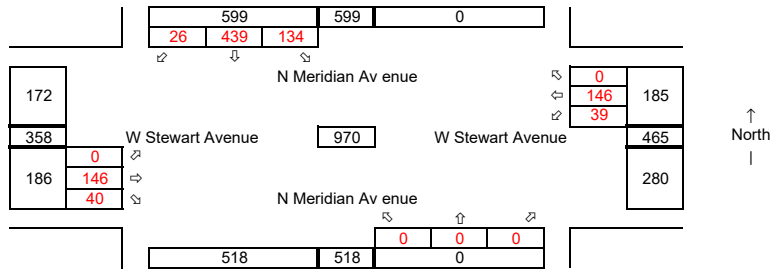 599 599 0
26 439 134
N Meridian Av enue
0
172 146 185
39
358 W Stewart Avenue 970 W Stewart Avenue 465
↑
North
|
0
186 146 280
40
N Meridian Av enue
0 0 0
518 518 0